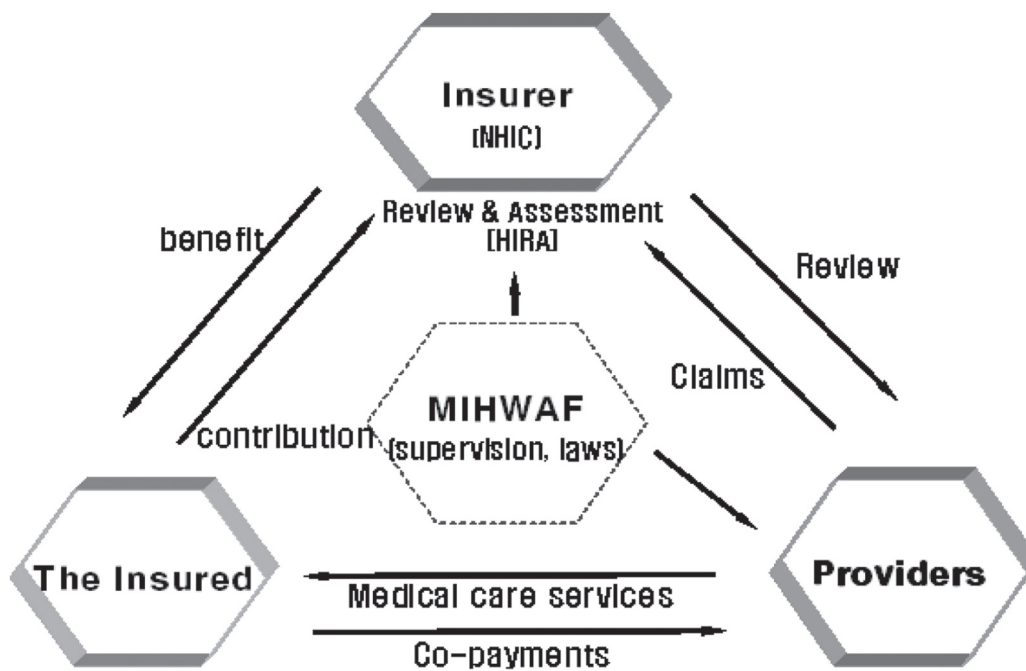 Insurer
[NHIC]
Review & Assessment
[HIRA]
benefit
Review
Claims
MIHWAF
(supervision, laws)
contribution
The Insured
Providers
Medical care services
Co-payments